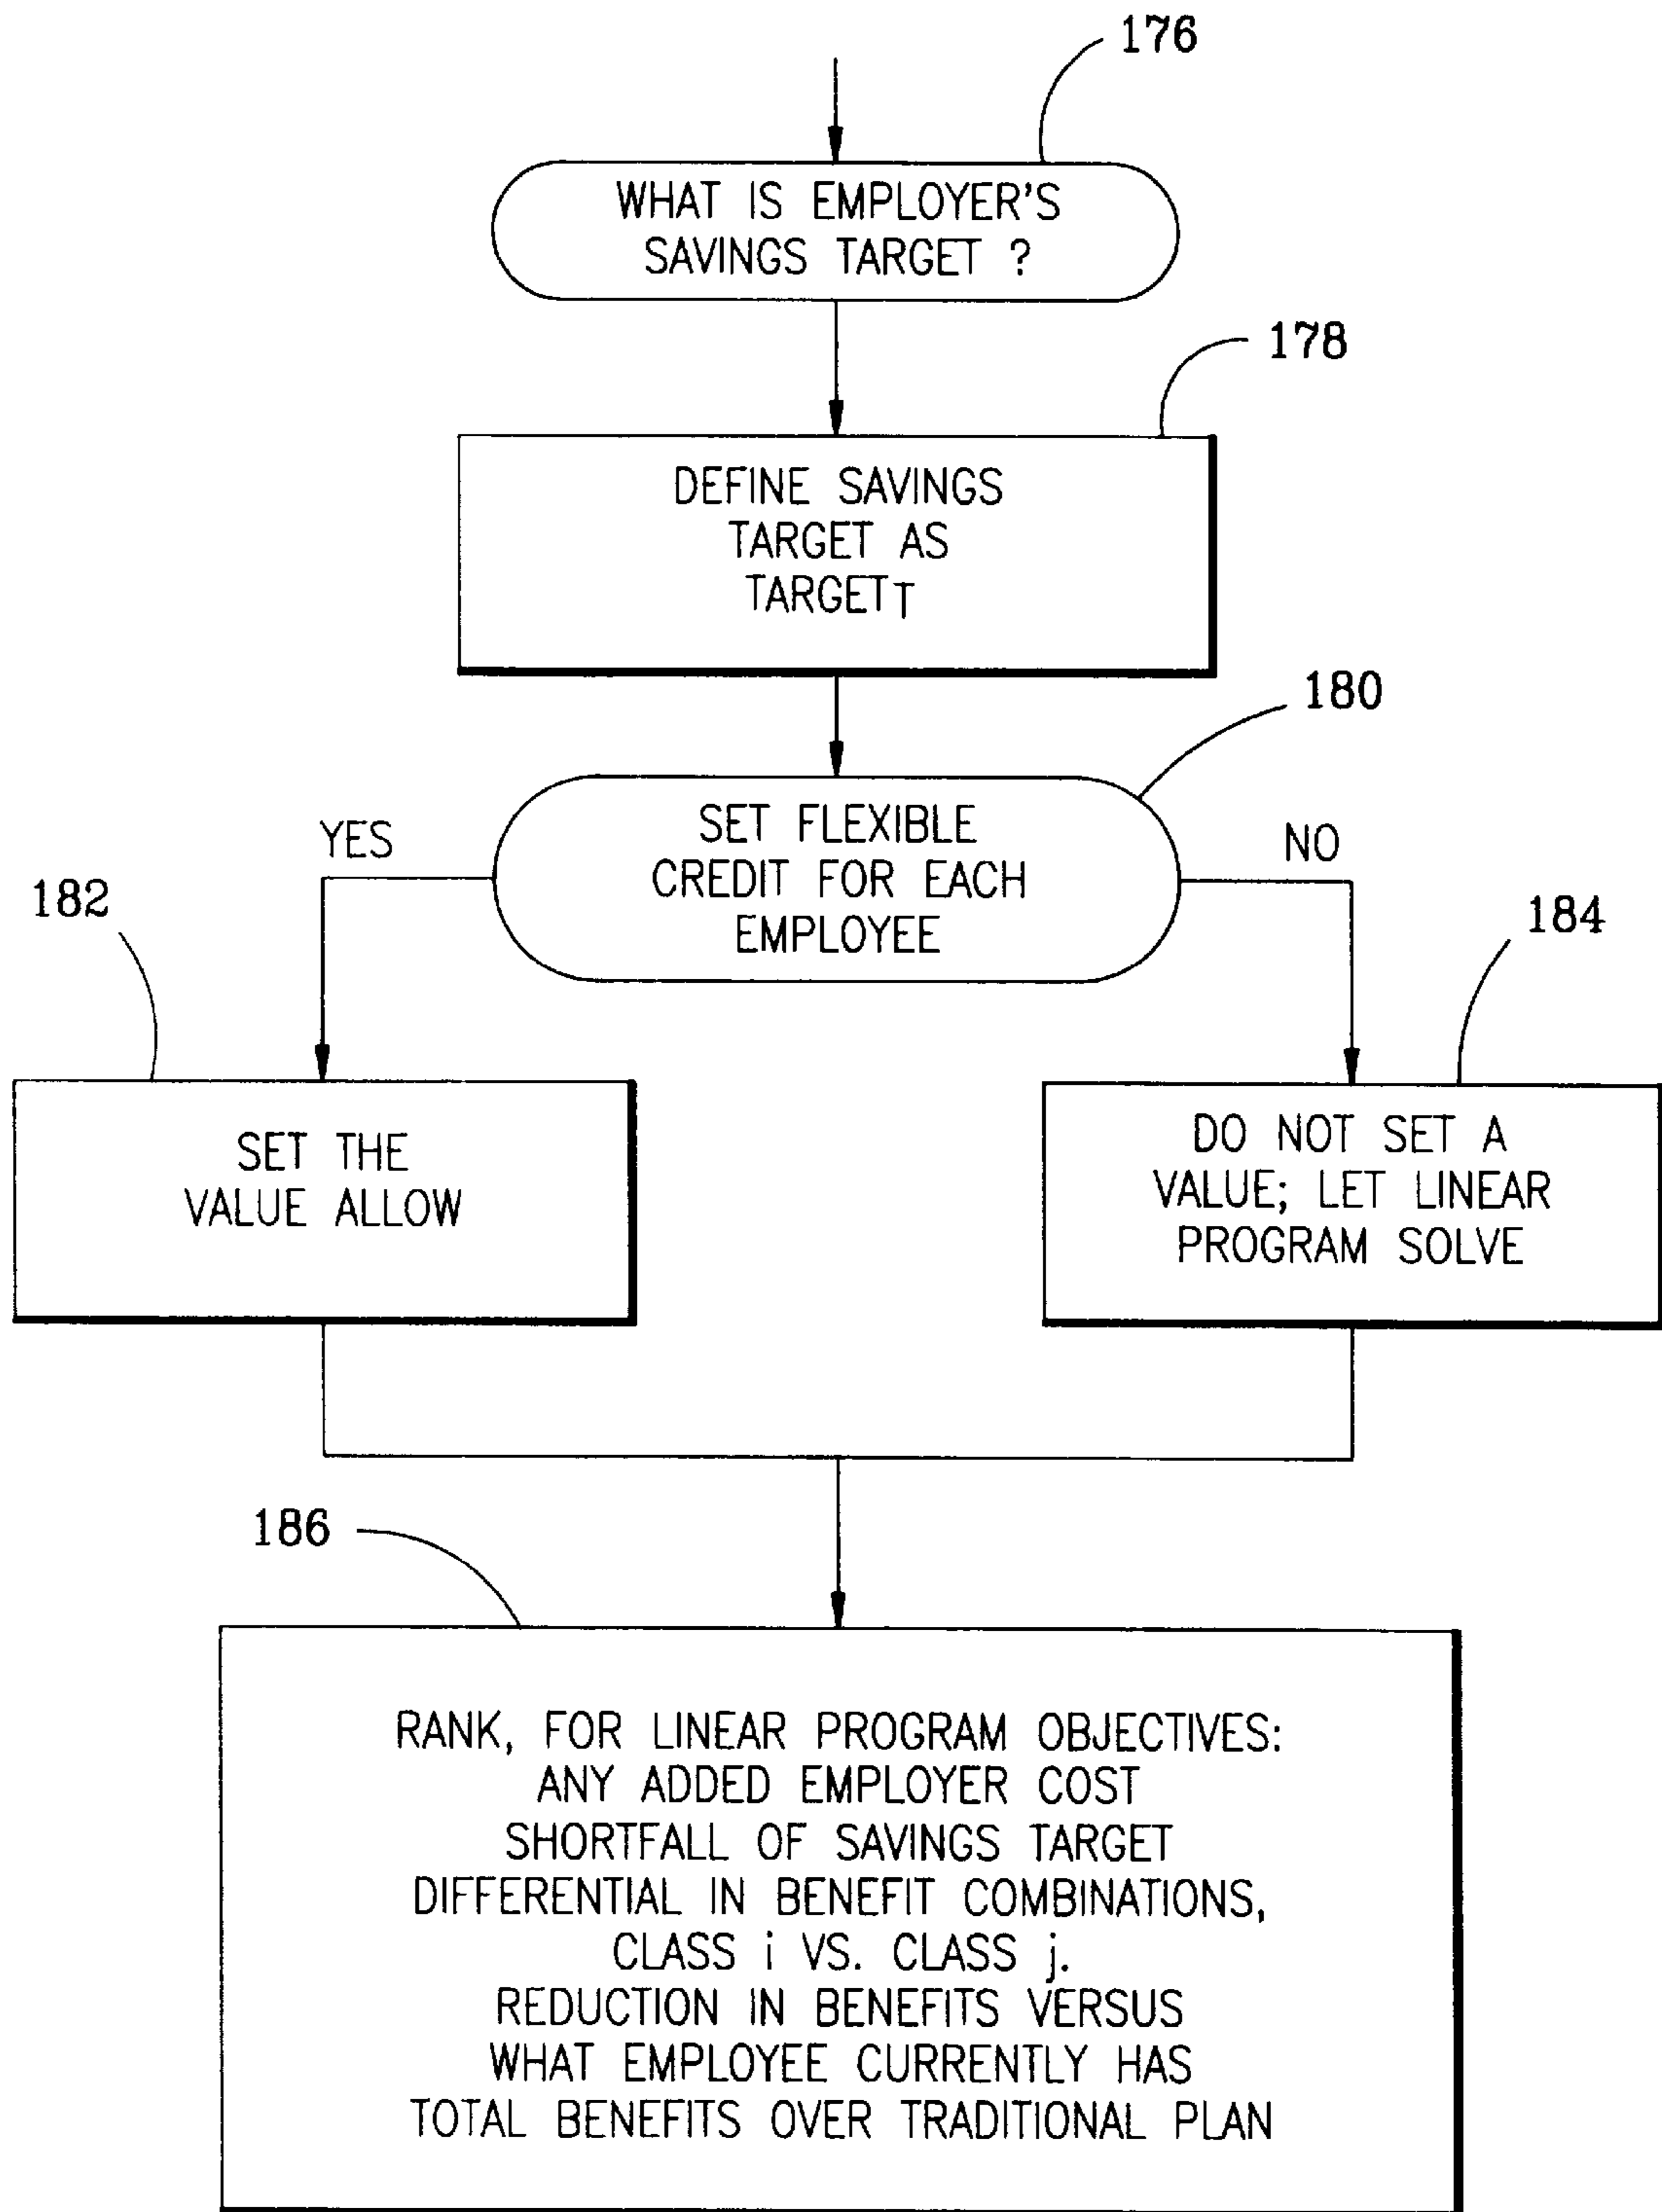 176
WHAT IS EMPLOYER'S
SAVINGS TARGET ?
178
DEFINE SAVINGS
TARGET AS
TARGETT
180
SET FLEXIBLE
CREDIT FOR EACH
EMPLOYEE
YES
NO
182
184
SET THE
VALUE ALLOW
DO NOT SET A
VALUE; LET LINEAR
PROGRAM SOLVE
186
RANK, FOR LINEAR PROGRAM OBJECTIVES:
ANY ADDED EMPLOYER COST
SHORTFALL OF SAVINGS TARGET
DIFFERENTIAL IN BENEFIT COMBINATIONS,
CLASS i VS. CLASS j.
REDUCTION IN BENEFITS VERSUS
WHAT EMPLOYEE CURRENTLY HAS
TOTAL BENEFITS OVER TRADITIONAL PLAN